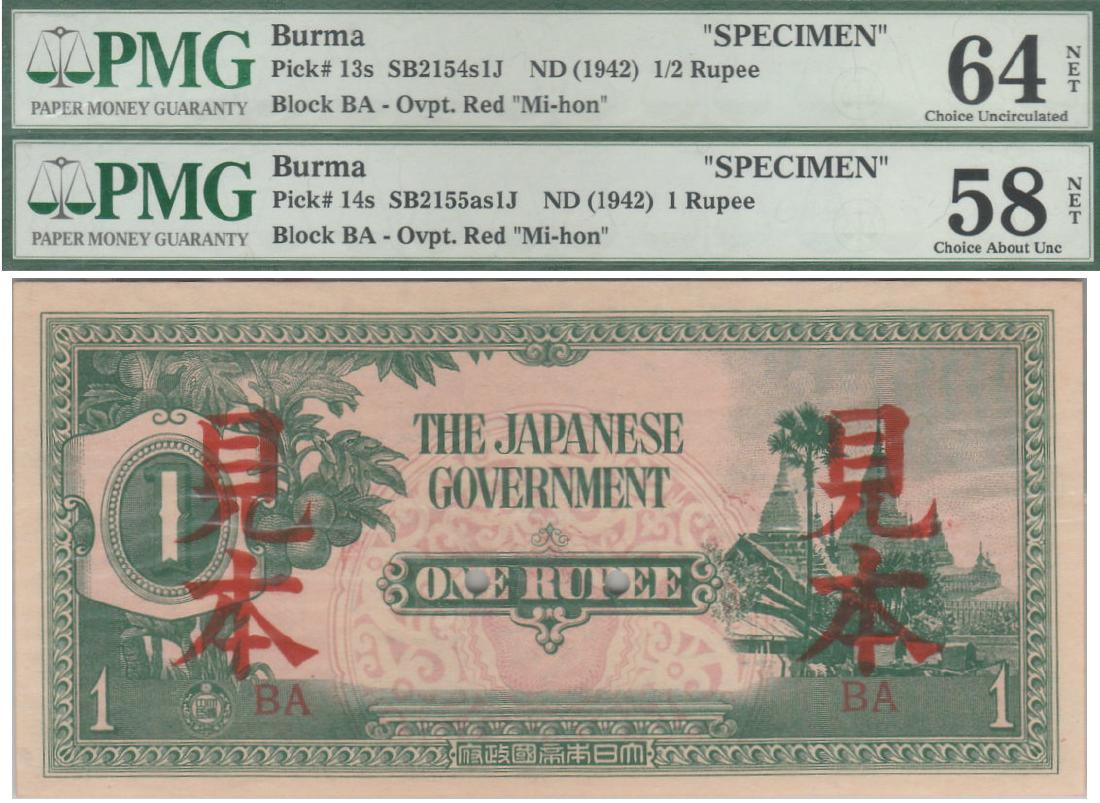 PMG
PAPER MONEY GUARANTY
Burma "SPECIMEN"
Pick# 13s SB2154s1J ND (1942) 1/2 Rupee
Block BA - Ovpt. Red "Mi-hon"
64 NET
Choice Uncirculated
PMG
PAPER MONEY GUARANTY
Burma "SPECIMEN"
Pick# 14s SB2155as1J ND (1942) 1 Rupee
Block BA - Ovpt. Red "Mi-hon"
58 NET
Choice About Unc
1
見本
THE JAPANESE
GOVERNMENT
ONE RUPEE
見本
1
BA
BA
1
府政國帝本日大